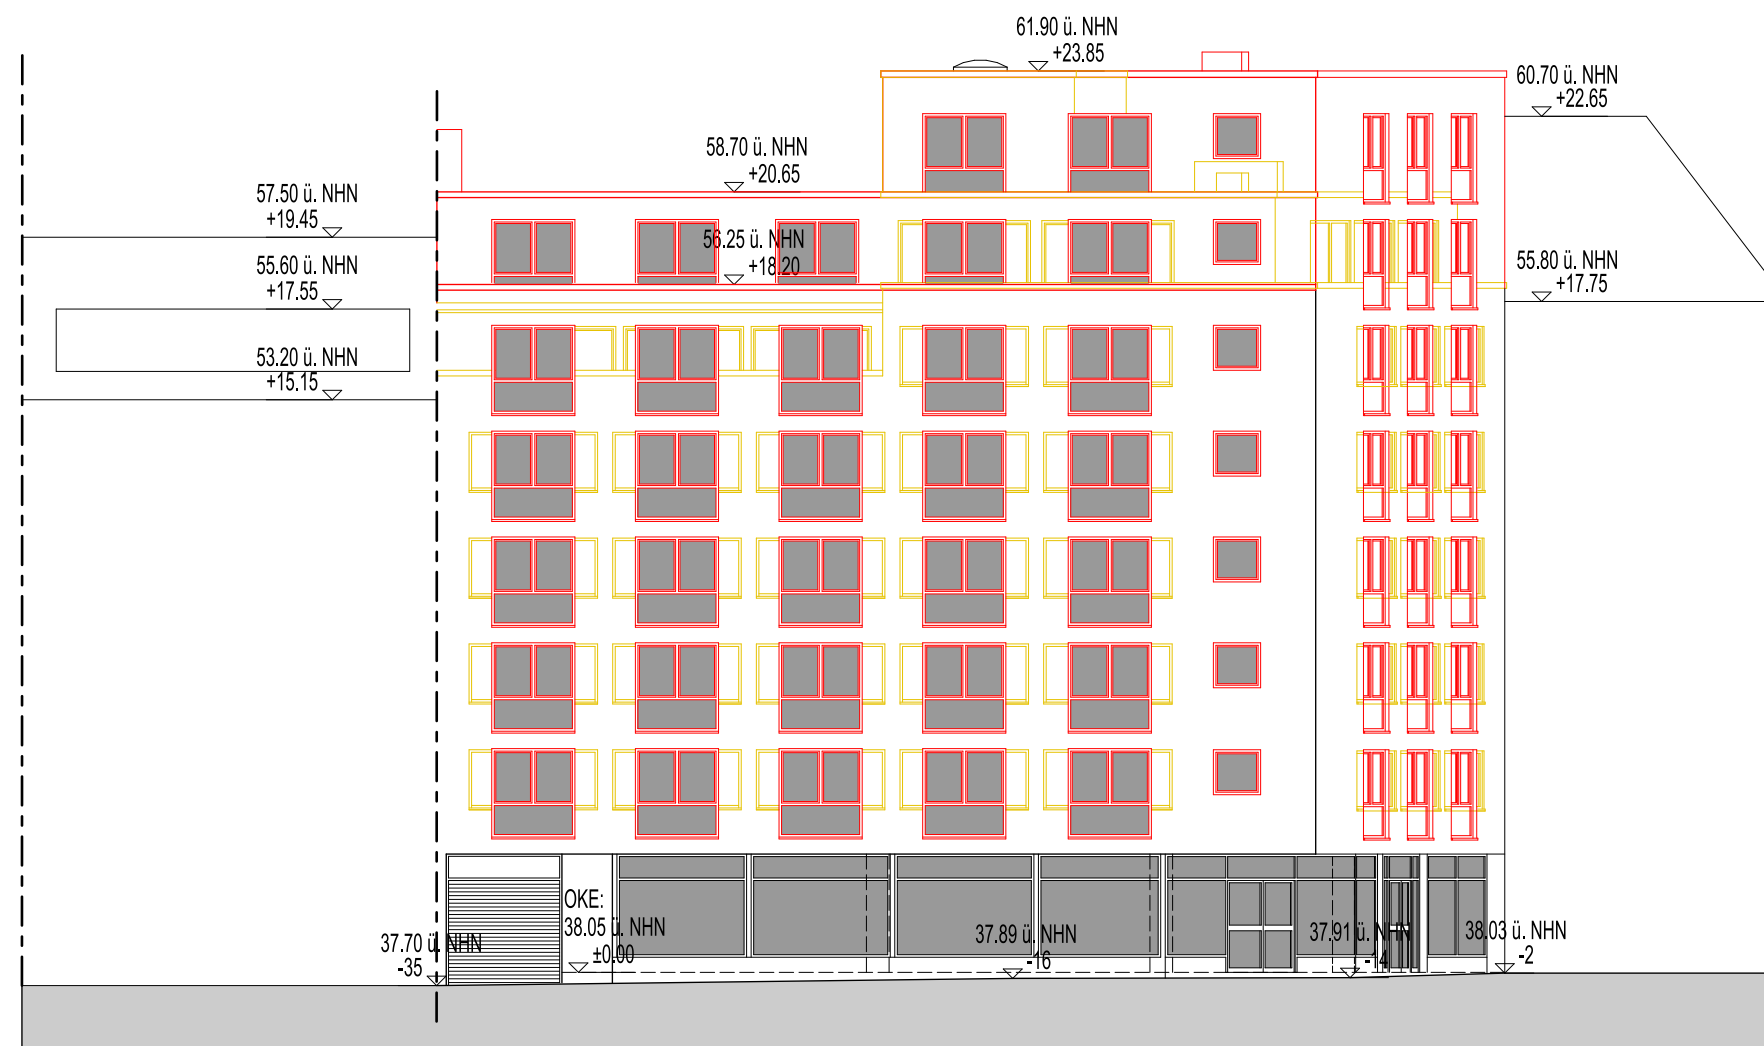 61.90 ü. NHN
+23.85
60.70 ü. NHN
+22.65
58.70 ü. NHN
+20.65
57.50 ü. NHN
+19.45
56.25 ü. NHN
+18.20
55.60 ü. NHN
+17.55
55.80 ü. NHN
+17.75
53.20 ü. NHN
+15.15
OKE:
38.05 ü. NHN
±0.00
37.70 ü. NHN
-35
37.89 ü. NHN
-16
37.91 ü. NHN
-14
38.03 ü. NHN
-2